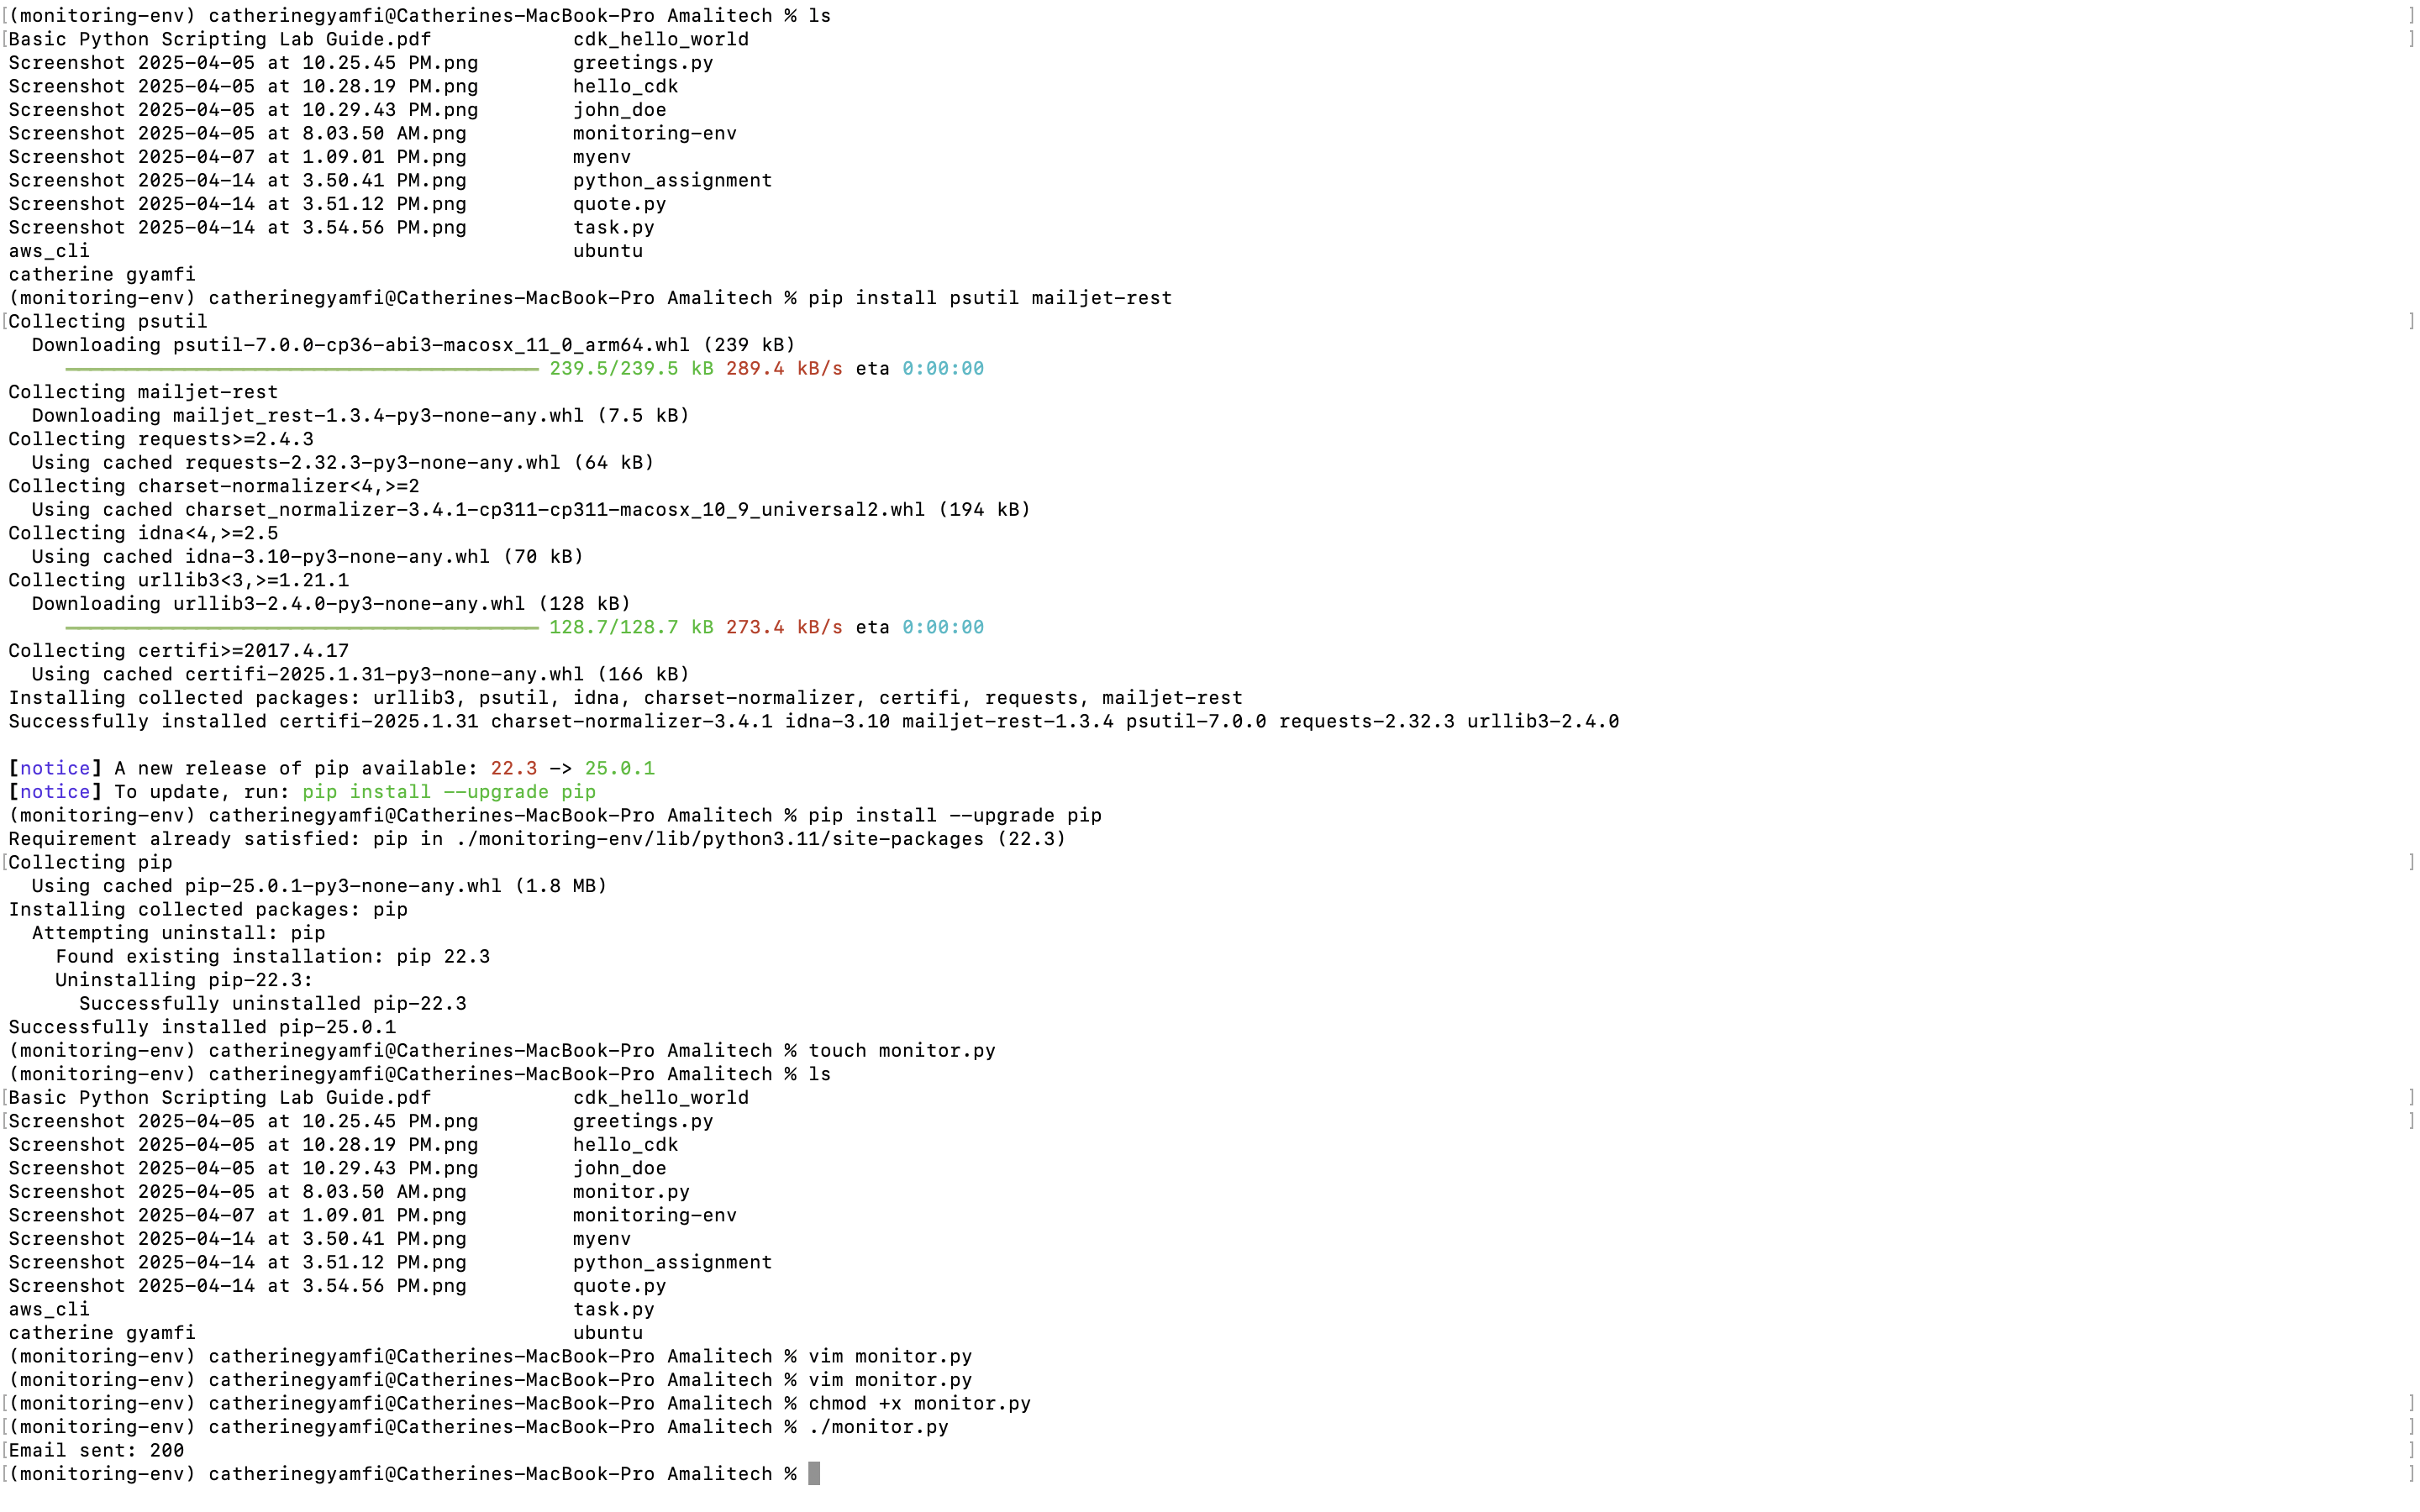 (monitoring-env) catherinegyamfi@Catherines-MacBook-Pro Amalitech % ls
Basic Python Scripting Lab Guide.pdf            cdk_hello_world
Screenshot 2025-04-05 at 10.25.45 PM.png        greetings.py
Screenshot 2025-04-05 at 10.28.19 PM.png        hello_cdk
Screenshot 2025-04-05 at 10.29.43 PM.png        john_doe
Screenshot 2025-04-05 at 8.03.50 AM.png         monitoring-env
Screenshot 2025-04-07 at 1.09.01 PM.png         myenv
Screenshot 2025-04-14 at 3.50.41 PM.png         python_assignment
Screenshot 2025-04-14 at 3.51.12 PM.png         quote.py
Screenshot 2025-04-14 at 3.54.56 PM.png         task.py
aws_cli                                         ubuntu
catherine gyamfi
(monitoring-env) catherinegyamfi@Catherines-MacBook-Pro Amalitech % pip install psutil mailjet-rest
Collecting psutil
  Downloading psutil-7.0.0-cp36-abi3-macosx_11_0_arm64.whl (239 kB)
239.5/239.5 kB 289.4 kB/s eta 0:00:00
Collecting mailjet-rest
  Downloading mailjet_rest-1.3.4-py3-none-any.whl (7.5 kB)
Collecting requests>=2.4.3
  Using cached requests-2.32.3-py3-none-any.whl (64 kB)
Collecting charset-normalizer<4,>=2
  Using cached charset_normalizer-3.4.1-cp311-cp311-macosx_10_9_universal2.whl (194 kB)
Collecting idna<4,>=2.5
  Using cached idna-3.10-py3-none-any.whl (70 kB)
Collecting urllib3<3,>=1.21.1
  Downloading urllib3-2.4.0-py3-none-any.whl (128 kB)
128.7/128.7 kB 273.4 kB/s eta 0:00:00
Collecting certifi>=2017.4.17
  Using cached certifi-2025.1.31-py3-none-any.whl (166 kB)
Installing collected packages: urllib3, psutil, idna, charset-normalizer, certifi, requests, mailjet-rest
Successfully installed certifi-2025.1.31 charset-normalizer-3.4.1 idna-3.10 mailjet-rest-1.3.4 psutil-7.0.0 requests-2.32.3 urllib3-2.4.0
[notice] A new release of pip available: 22.3 -> 25.0.1
[notice] To update, run: pip install --upgrade pip
(monitoring-env) catherinegyamfi@Catherines-MacBook-Pro Amalitech % pip install --upgrade pip
Requirement already satisfied: pip in ./monitoring-env/lib/python3.11/site-packages (22.3)
Collecting pip
  Using cached pip-25.0.1-py3-none-any.whl (1.8 MB)
Installing collected packages: pip
  Attempting uninstall: pip
    Found existing installation: pip 22.3
    Uninstalling pip-22.3:
      Successfully uninstalled pip-22.3
Successfully installed pip-25.0.1
(monitoring-env) catherinegyamfi@Catherines-MacBook-Pro Amalitech % touch monitor.py
(monitoring-env) catherinegyamfi@Catherines-MacBook-Pro Amalitech % ls
Basic Python Scripting Lab Guide.pdf            cdk_hello_world
Screenshot 2025-04-05 at 10.25.45 PM.png        greetings.py
Screenshot 2025-04-05 at 10.28.19 PM.png        hello_cdk
Screenshot 2025-04-05 at 10.29.43 PM.png        john_doe
Screenshot 2025-04-05 at 8.03.50 AM.png         monitor.py
Screenshot 2025-04-07 at 1.09.01 PM.png         monitoring-env
Screenshot 2025-04-14 at 3.50.41 PM.png         myenv
Screenshot 2025-04-14 at 3.51.12 PM.png         python_assignment
Screenshot 2025-04-14 at 3.54.56 PM.png         quote.py
aws_cli                                         task.py
catherine gyamfi                                ubuntu
(monitoring-env) catherinegyamfi@Catherines-MacBook-Pro Amalitech % vim monitor.py
(monitoring-env) catherinegyamfi@Catherines-MacBook-Pro Amalitech % vim monitor.py
(monitoring-env) catherinegyamfi@Catherines-MacBook-Pro Amalitech % chmod +x monitor.py
(monitoring-env) catherinegyamfi@Catherines-MacBook-Pro Amalitech % ./monitor.py
Email sent: 200
(monitoring-env) catherinegyamfi@Catherines-MacBook-Pro Amalitech %